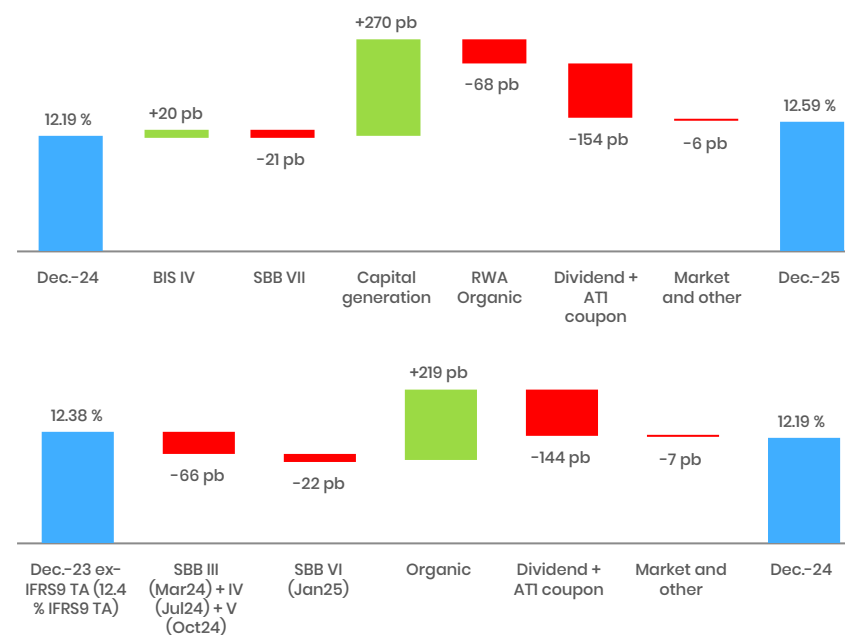 +270 pb
-68 pb
12.19 %
+20 pb
-21 pb
-154 pb
-6 pb
12.59 %
Dec.-24
BIS IV
SBB VII
Capital
generation
RWA
Organic
Dividend +
AT1
coupon
Market
and other
Dec.-25
+219 pb
12.38 %
-66 pb
-22 pb
-144 pb
-7 pb
12.19 %
Dec.-23 ex-
IFRS9 TA (12.4
% IFRS9 TA)
SBB III
(Mar24) + IV
(Jul24) + V
(Oct24)
SBB VI
(Jan25)
Organic
Dividend +
AT1 coupon
Market and
other
Dec.-24